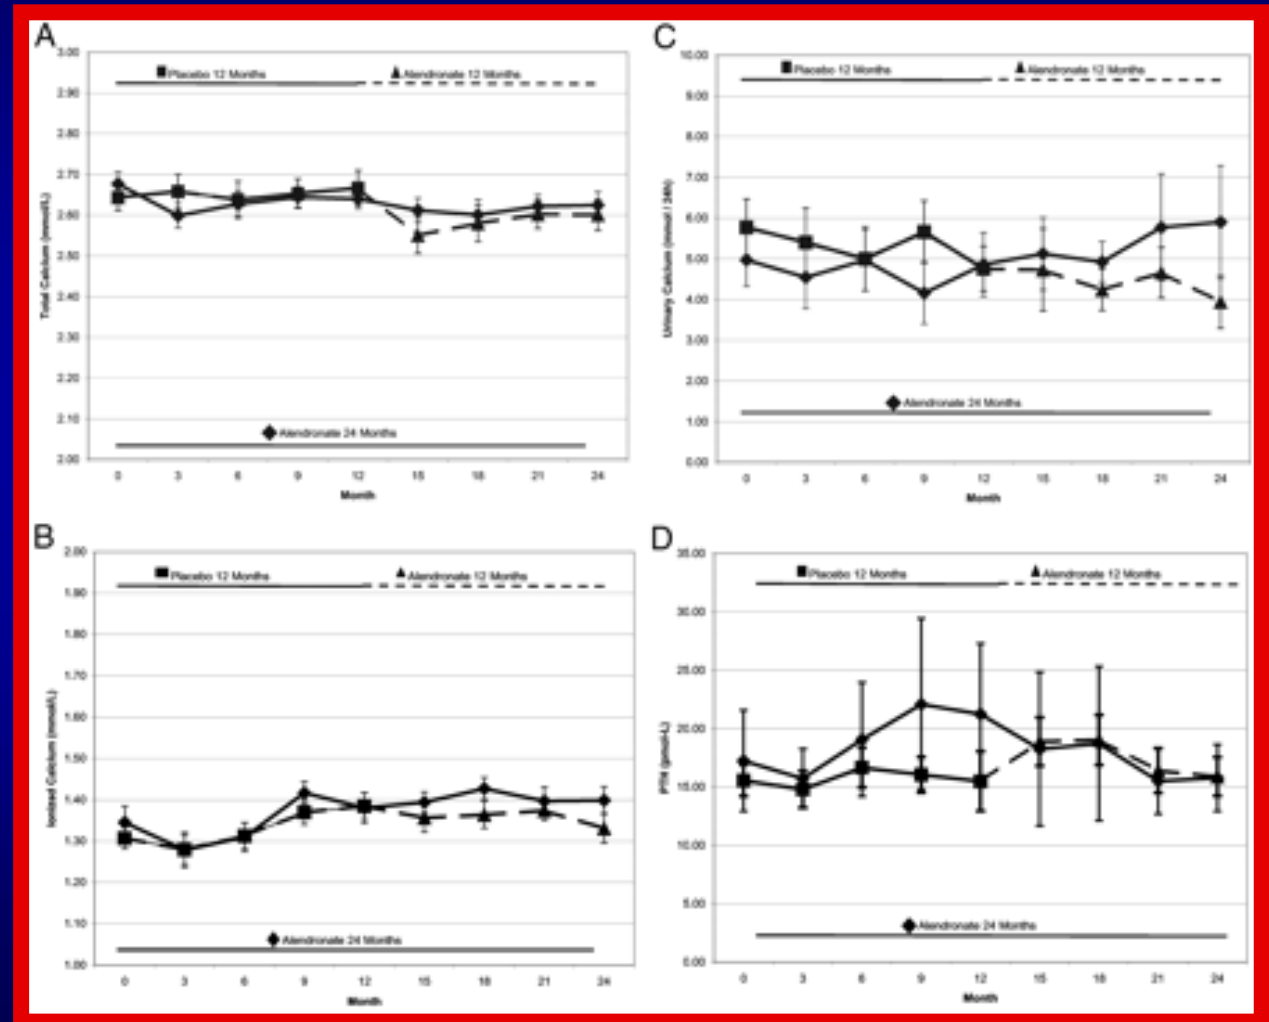 A
3.00
Placebo 12 Months Alendronate 12 Months
2.90
2.80
2.70
2.60
2.50
2.40
2.30
2.20
2.10
2.00
Total Calcium (mmol/L)
Alendronate 24 Months
0 3 6 9 12 15 18 21 24
Month
C
10.00
Placebo 12 Months Alendronate 12 Months
9.00
8.00
7.00
6.00
5.00
4.00
3.00
2.00
1.00
0.00
Urinary Calcium (mmol / 24h)
Alendronate 24 Months
0 3 6 9 12 15 18 21 24
Month
B
2.00
Placebo 12 Months Alendronate 12 Months
1.90
1.80
1.70
1.60
1.50
1.40
1.30
1.20
1.10
1.00
Ionized Calcium (mmol/L)
Alendronate 24 Months
0 3 6 9 12 15 18 21 24
Month
D
35.00
Placebo 12 Months Alendronate 12 Months
30.00
25.00
20.00
15.00
10.00
5.00
0.00
PTH (pmol-L)
Alendronate 24 Months
0 3 6 9 12 15 18 21 24
Month